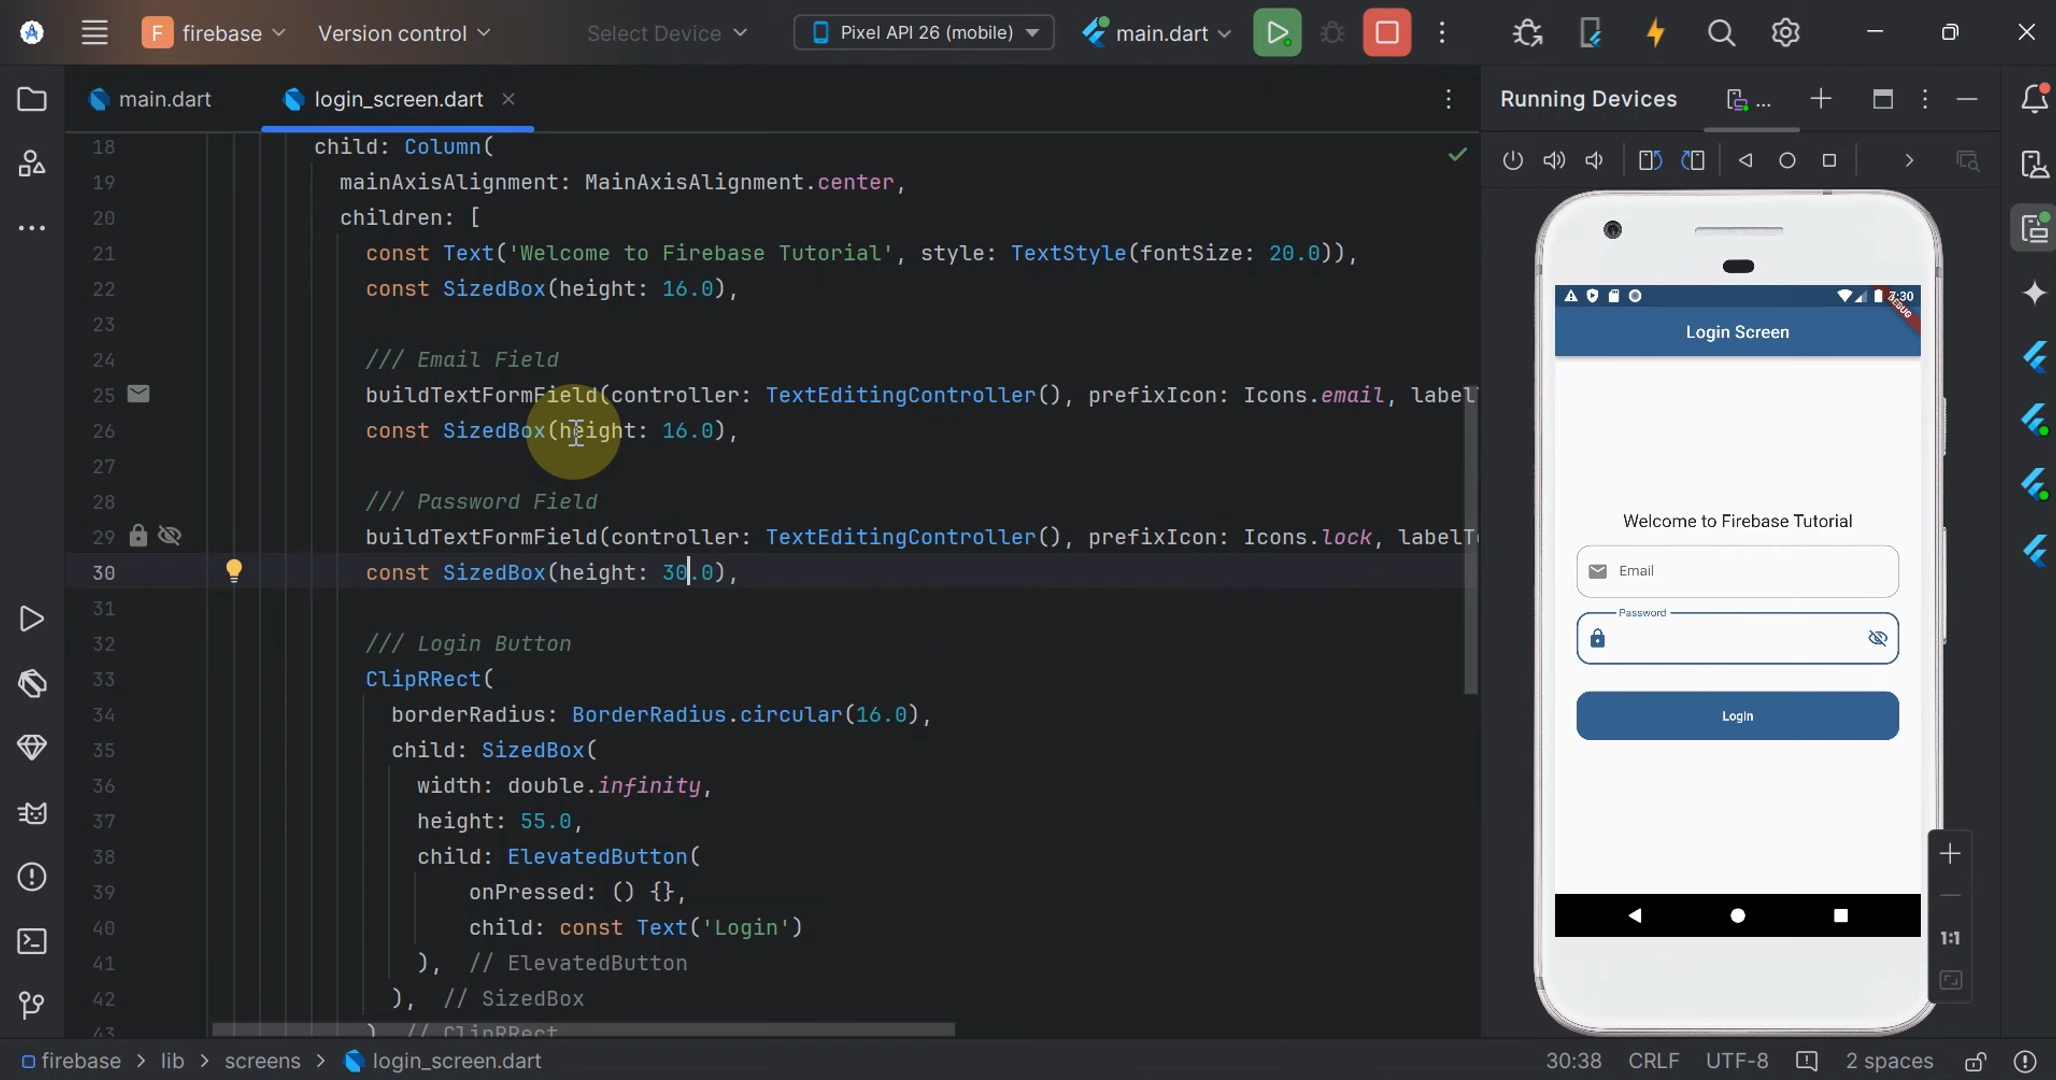 F firebase Version control Select Device Pixel API 26 (mobile) main.dart
main.dart login_screen.dart Running Devices ...
18 child: Column(
19 mainAxisAlignment: MainAxisAlignment.center,
20 children: [
21 const Text('Welcome to Firebase Tutorial', style: TextStyle(fontSize: 20.0)),
22 const SizedBox(height: 16.0),
23
24 /// Email Field
25 buildTextFormField(controller: TextEditingController(), prefixIcon: Icons.email, label
26 const SizedBox(height: 16.0),
27
28 /// Password Field
29 buildTextFormField(controller: TextEditingController(), prefixIcon: Icons.lock, labelT
30 const SizedBox(height: 30.0),
31
32 /// Login Button
33 ClipRRect(
34 borderRadius: BorderRadius.circular(16.0),
35 child: SizedBox(
36 width: double.infinity,
37 height: 55.0,
38 child: ElevatedButton(
39 onPressed: () {},
40 child: const Text('Login')
41 ), // ElevatedButton
42 ), // SizedBox
43 ) // ClipRRect
7:30
DEBUG
Login Screen
Welcome to Firebase Tutorial
Email
Password
Login
1:1
firebase > lib > screens > login_screen.dart 30:38 CRLF UTF-8 2 spaces